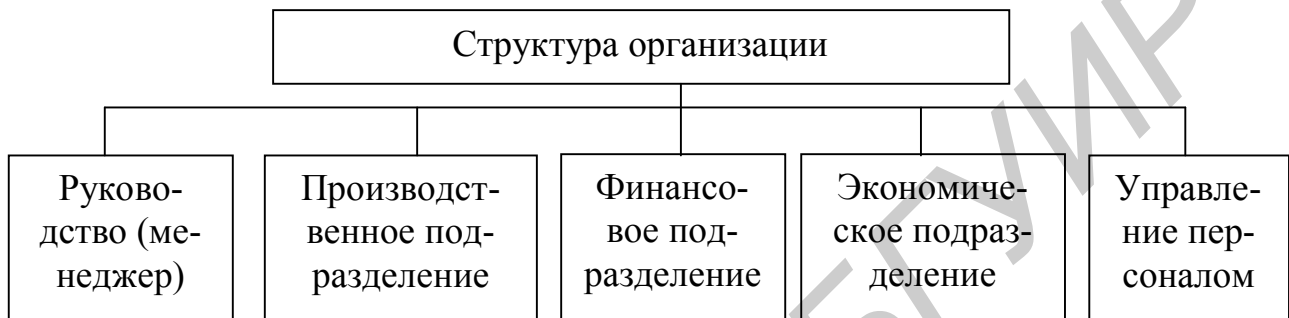 Структура организации
Руково-
дство (ме-
неджер)
Производст-
венное под-
разделение
Финансо-
вое под-
разделение
Экономиче-
ское подраз-
деление
Управле-
ние пер-
соналом
БГУИР